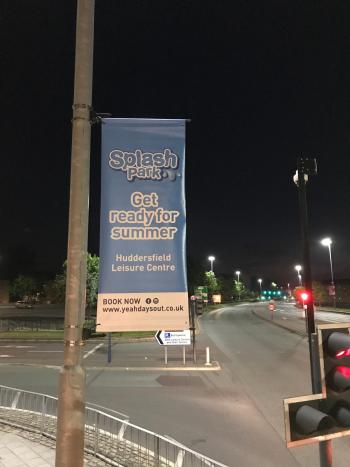 Splash
Park
Get
ready for
summer
Huddersfield
Leisure Centre
BOOK NOW
www.yeahdaysout.co.uk